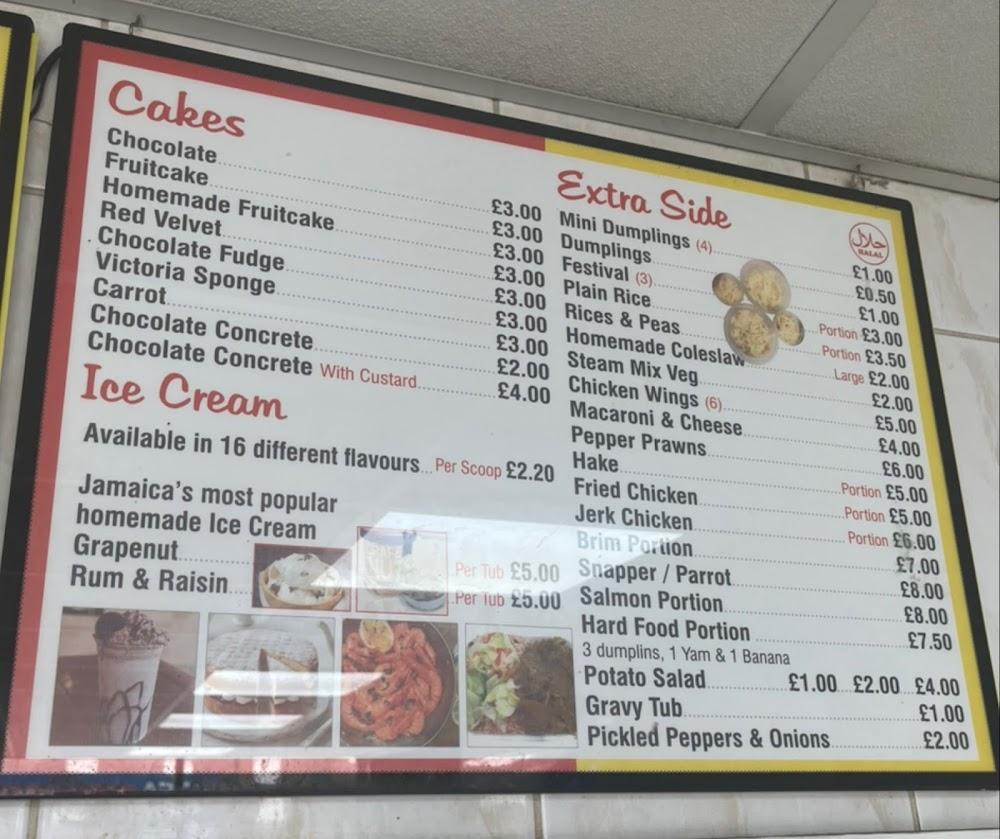 Cakes
Chocolate £3.00
Fruitcake £3.00
Homemade Fruitcake £3.00
Red Velvet £3.00
Chocolate Fudge £3.00
Victoria Sponge £3.00
Carrot £3.00
Chocolate Concrete £2.00
Chocolate Concrete With Custard £4.00
Ice Cream
Available in 16 different flavours Per Scoop £2.20
Jamaica's most popular
homemade Ice Cream
Grapenut Per Tub £5.00
Rum & Raisin Per Tub £5.00
Extra Side
حلال
HALAL
Mini Dumplings (4) £1.00
Dumplings £0.50
Festival (3) £1.00
Plain Rice Portion £3.00
Rices & Peas Portion £3.50
Homemade Coleslaw Large £2.00
Steam Mix Veg £2.00
Chicken Wings (6) £5.00
Macaroni & Cheese £4.00
Pepper Prawns £6.00
Hake Portion £5.00
Fried Chicken Portion £5.00
Jerk Chicken Portion £6.00
Brim Portion £7.00
Snapper / Parrot £8.00
Salmon Portion £8.00
Hard Food Portion £7.50
3 dumplins, 1 Yam & 1 Banana
Potato Salad £1.00 £2.00 £4.00
Gravy Tub £1.00
Pickled Peppers & Onions £2.00